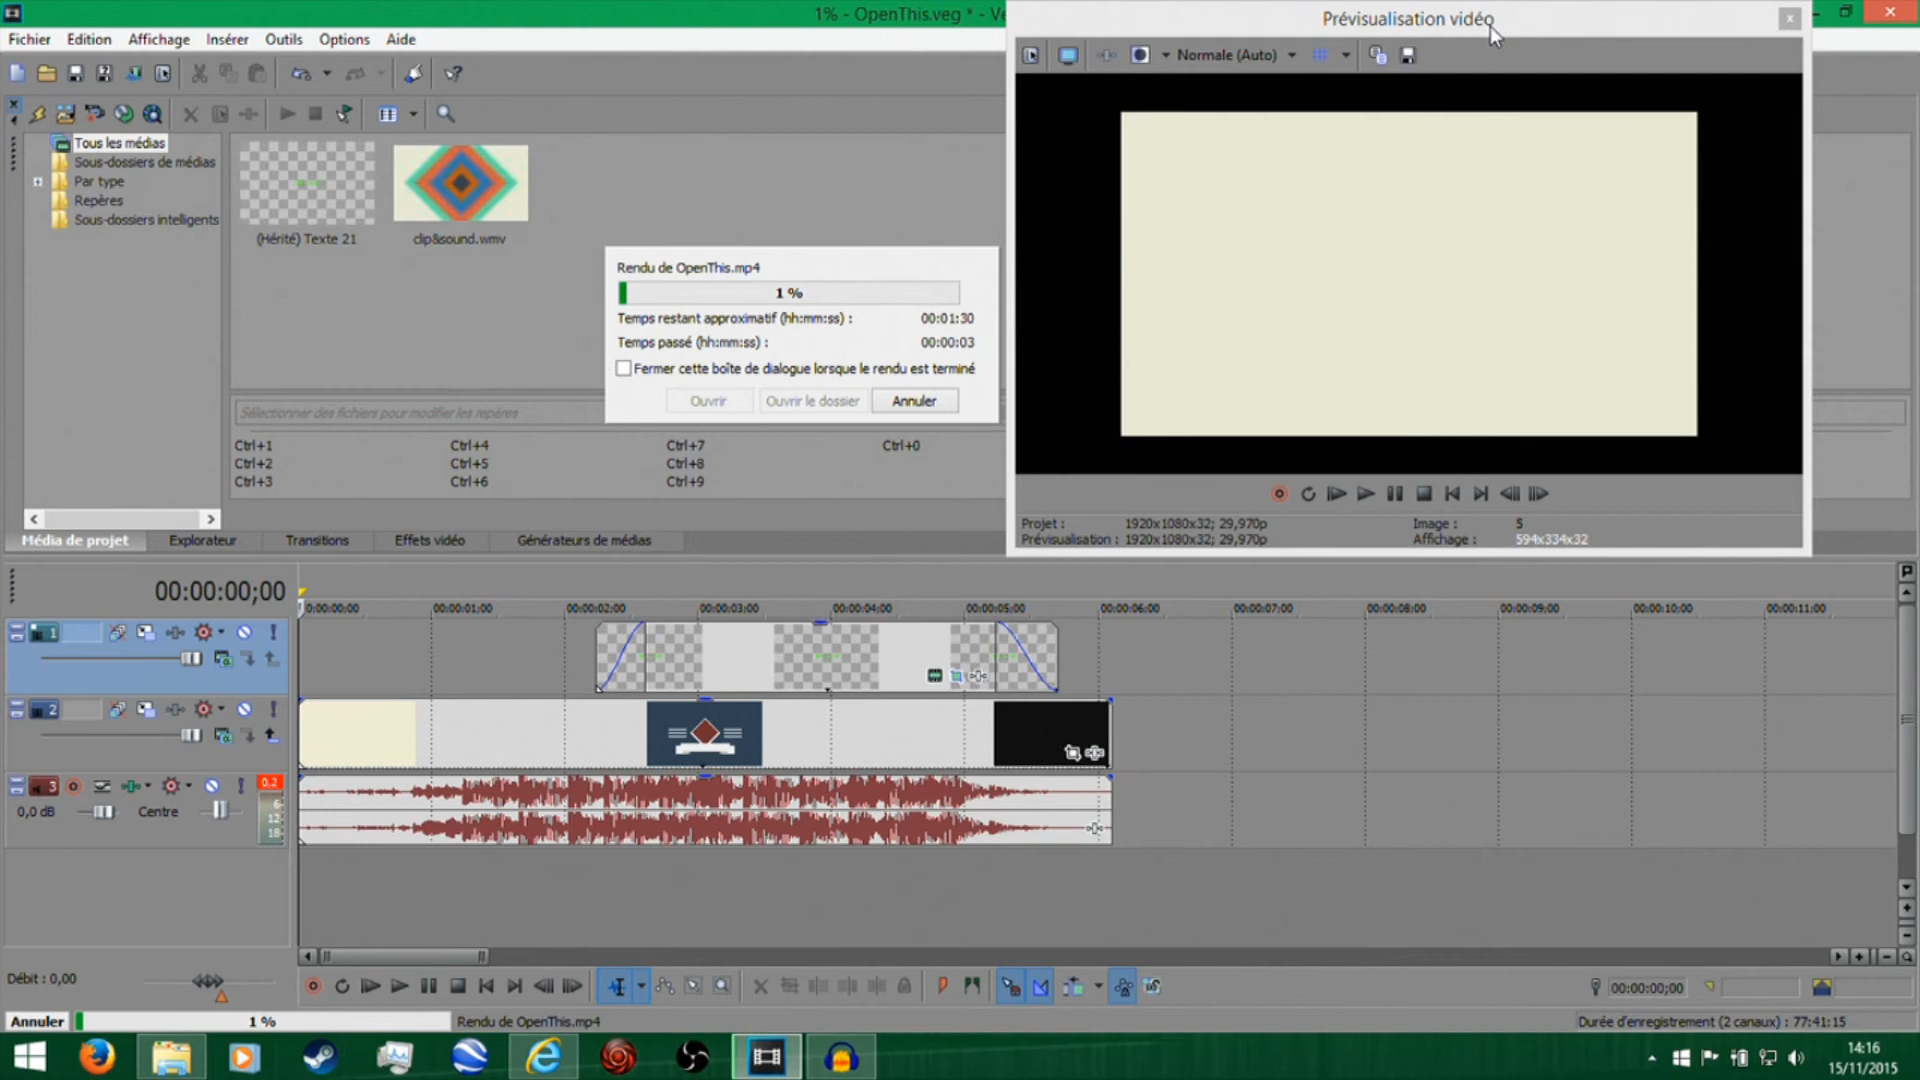 1% - OpenThis.veg * - Ve
Prévisualisation vidéo
Fichier Edition Affichage Insérer Outils Options Aide
Normale (Auto)
Tous les médias
Sous-dossiers de médias
Par type
Repères
Sous-dossiers intelligents
(Hérité) Texte 21
clip&sound.wmv
Rendu de OpenThis.mp4
1 %
Temps restant approximatif (hh:mm:ss) : 00:01:30
Temps passé (hh:mm:ss) : 00:00:03
Fermer cette boîte de dialogue lorsque le rendu est terminé
Ouvrir Ouvrir le dossier Annuler
Sélectionner des fichiers pour modifier les repères
Ctrl+1 Ctrl+4 Ctrl+7 Ctrl+0
Ctrl+2 Ctrl+5 Ctrl+8
Ctrl+3 Ctrl+6 Ctrl+9
Projet : 1920x1080x32; 29,970p Image : 5
Prévisualisation : 1920x1080x32; 29,970p Affichage : 594x334x32
Média de projet Explorateur Transitions Effets vidéo Générateurs de médias
00:00:00;00
0:00:00;00 00:00:01;00 00:00:02;00 00:00:03;00 00:00:04;00 00:00:05;00 00:00:06;00 00:00:07;00 00:00:08;00 00:00:09;00 00:00:10;00 00:00:11;00
1
2
3
0,2
6
12
18
0,0 dB Centre
Débit : 0,00
00:00:00;00
Annuler 1 % Rendu de OpenThis.mp4
Durée d'enregistrement (2 canaux) : 77:41:15
14:16
15/11/2015